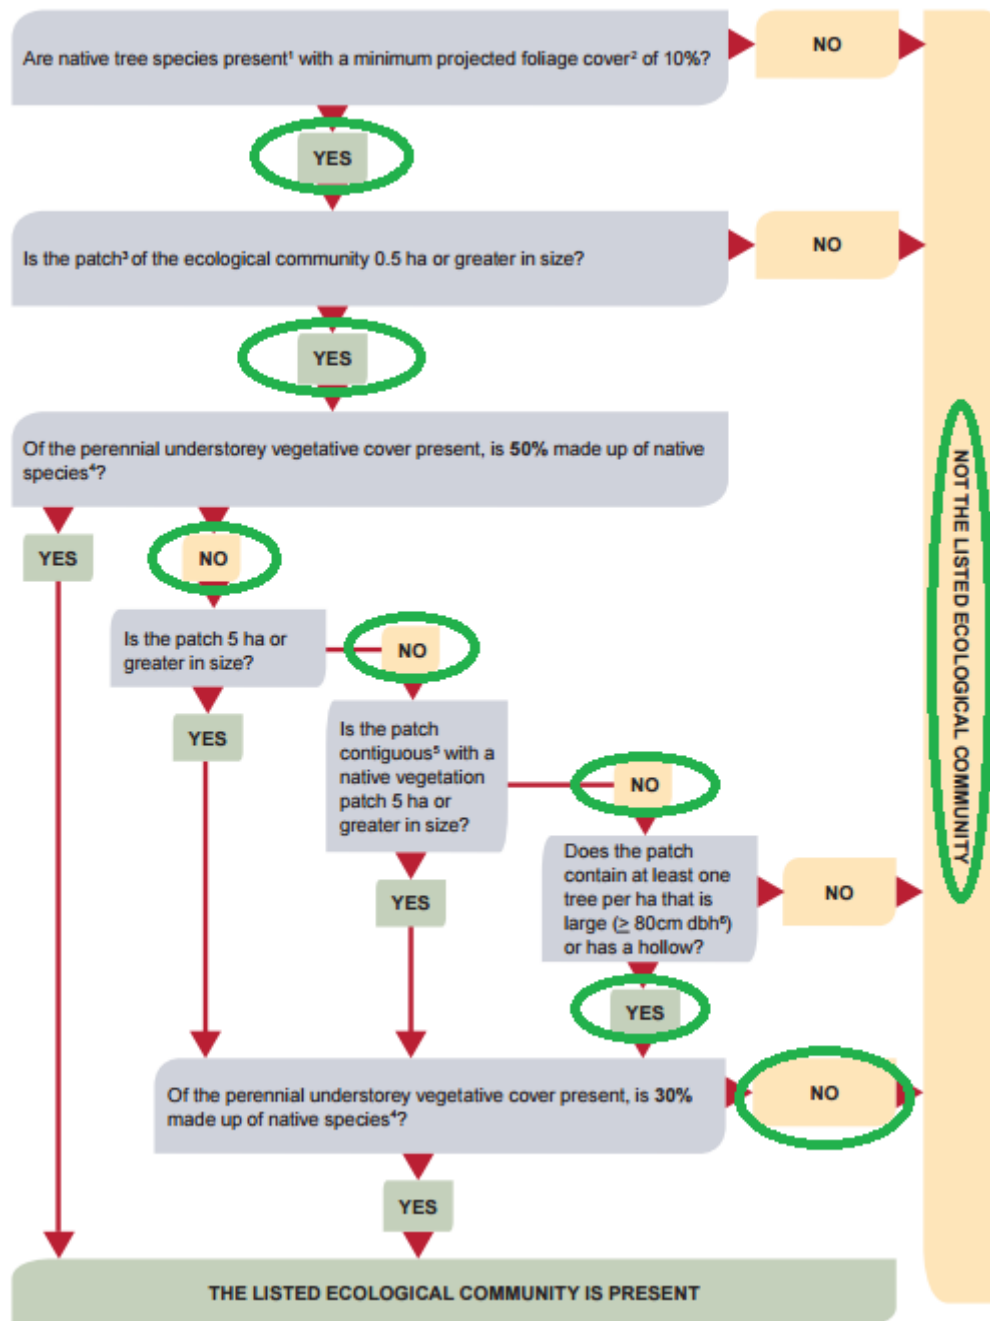 Are native tree species present¹ with a minimum projected foliage cover² of 10%?
NO
YES
Is the patch³ of the ecological community 0.5 ha or greater in size?
NO
YES
Of the perennial understorey vegetative cover present, is 50% made up of native
species⁴?
YES
NO
Is the patch 5 ha or
greater in size?
NO
YES
Is the patch
contiguous⁵ with a
native vegetation
patch 5 ha or
greater in size?
NO
YES
Does the patch
contain at least one
tree per ha that is
large (≥ 80cm dbh⁶)
or has a hollow?
NO
YES
Of the perennial understorey vegetative cover present, is 30%
made up of native species⁴?
NO
YES
THE LISTED ECOLOGICAL COMMUNITY IS PRESENT
NOT THE LISTED ECOLOGICAL COMMUNITY